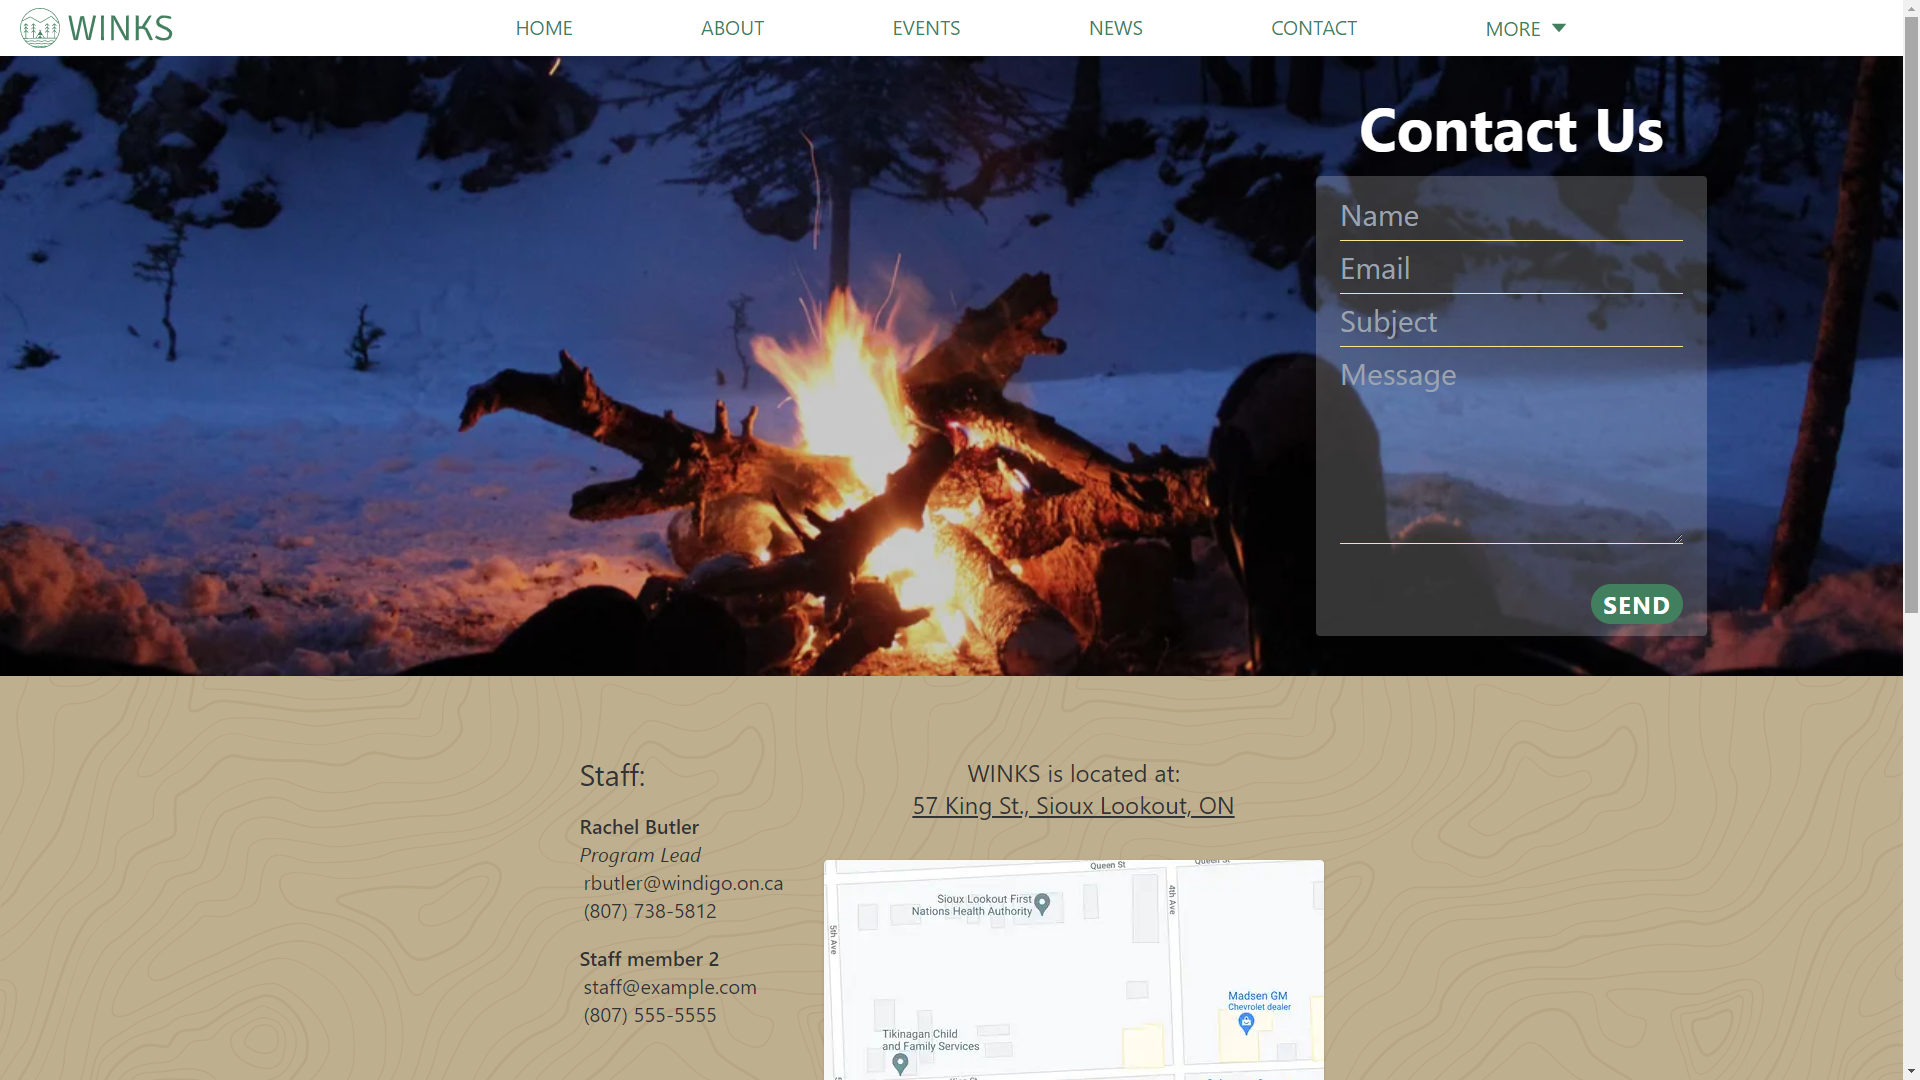 WINKS
HOME
ABOUT
EVENTS
NEWS
CONTACT
MORE
Contact Us
Name
Email
Subject
Message
SEND
Staff:
Rachel Butler
Program Lead
rbutler@windigo.on.ca
(807) 738-5812
Staff member 2
staff@example.com
(807) 555-5555
WINKS is located at:
57 King St., Sioux Lookout, ON
Queen St
Queen St
Sioux Lookout First
Nations Health Authority
4th Ave
5th Ave
Madsen GM
Chevrolet dealer
Tikinagan Child
and Family Services